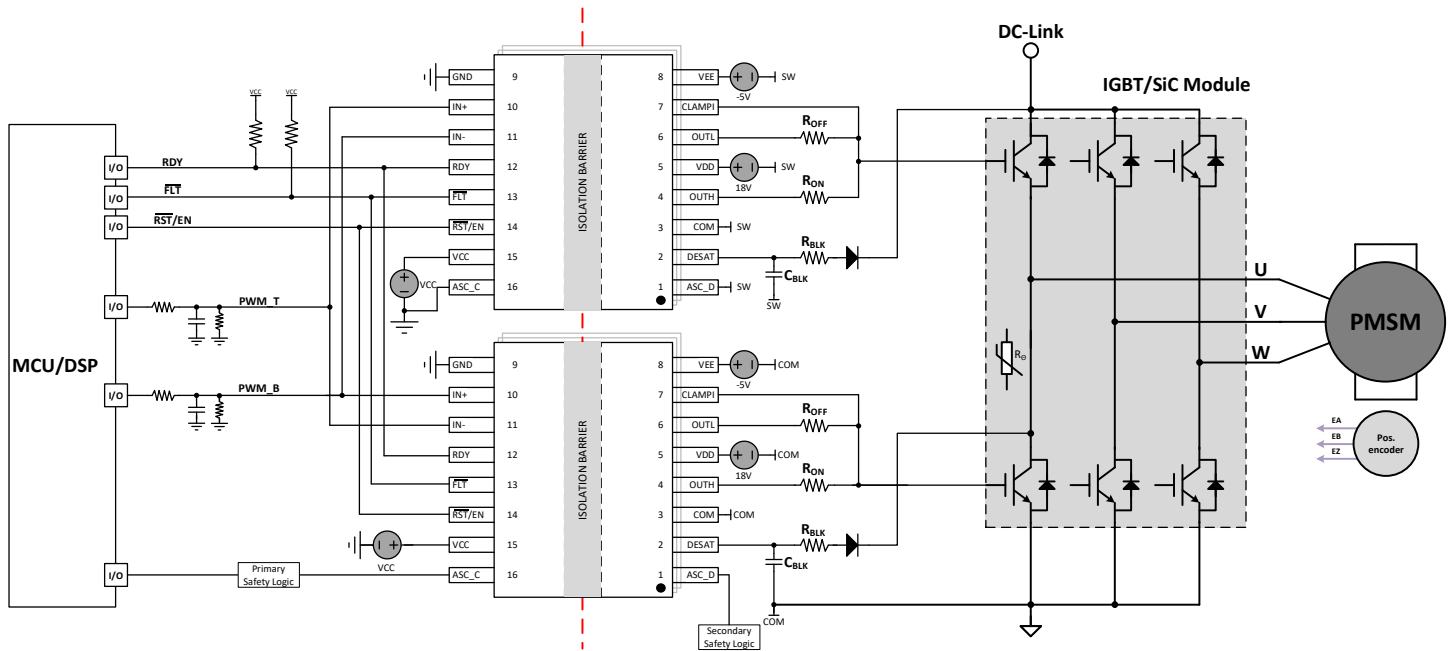 DC-Link
IGBT/SiC Module
MCU/DSP
VCC
VCC
I/O
RDY
I/O
FLT
I/O
RST/EN
I/O
PWM_T
I/O
PWM_B
I/O
Primary
Safety Logic
GND 9
IN+ 10
IN- 11
RDY 12
FLT 13
RST/EN 14
VCC 15
ASC_C 16
VCC
ISOLATION BARRIER
8 VEE
7 CLAMPI
6 OUTL
5 VDD
4 OUTH
3 COM
2 DESAT
1 ASC_D
+ -
-5V
SW
ROFF
+ -
18V
SW
RON
SW
RBLK
CBLK
SW
SW
GND 9
IN+ 10
IN- 11
RDY 12
FLT 13
RST/EN 14
VCC 15
ASC_C 16
VCC
ISOLATION BARRIER
8 VEE
7 CLAMPI
6 OUTL
5 VDD
4 OUTH
3 COM
2 DESAT
1 ASC_D
+ -
-5V
COM
ROFF
+ -
18V
COM
RON
COM
RBLK
CBLK
COM
Secondary
Safety Logic
RΘ
U
V
W
PMSM
EA
EB
EZ
Pos.
encoder